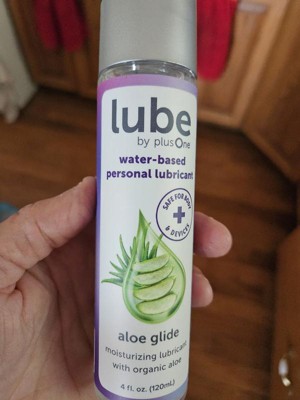 lube
by plusOne
water-based
personal lubricant
SAFE FOR BODY
& DEVICES
aloe glide
moisturizing lubricant
with organic aloe
4 fl. oz. (120mL)